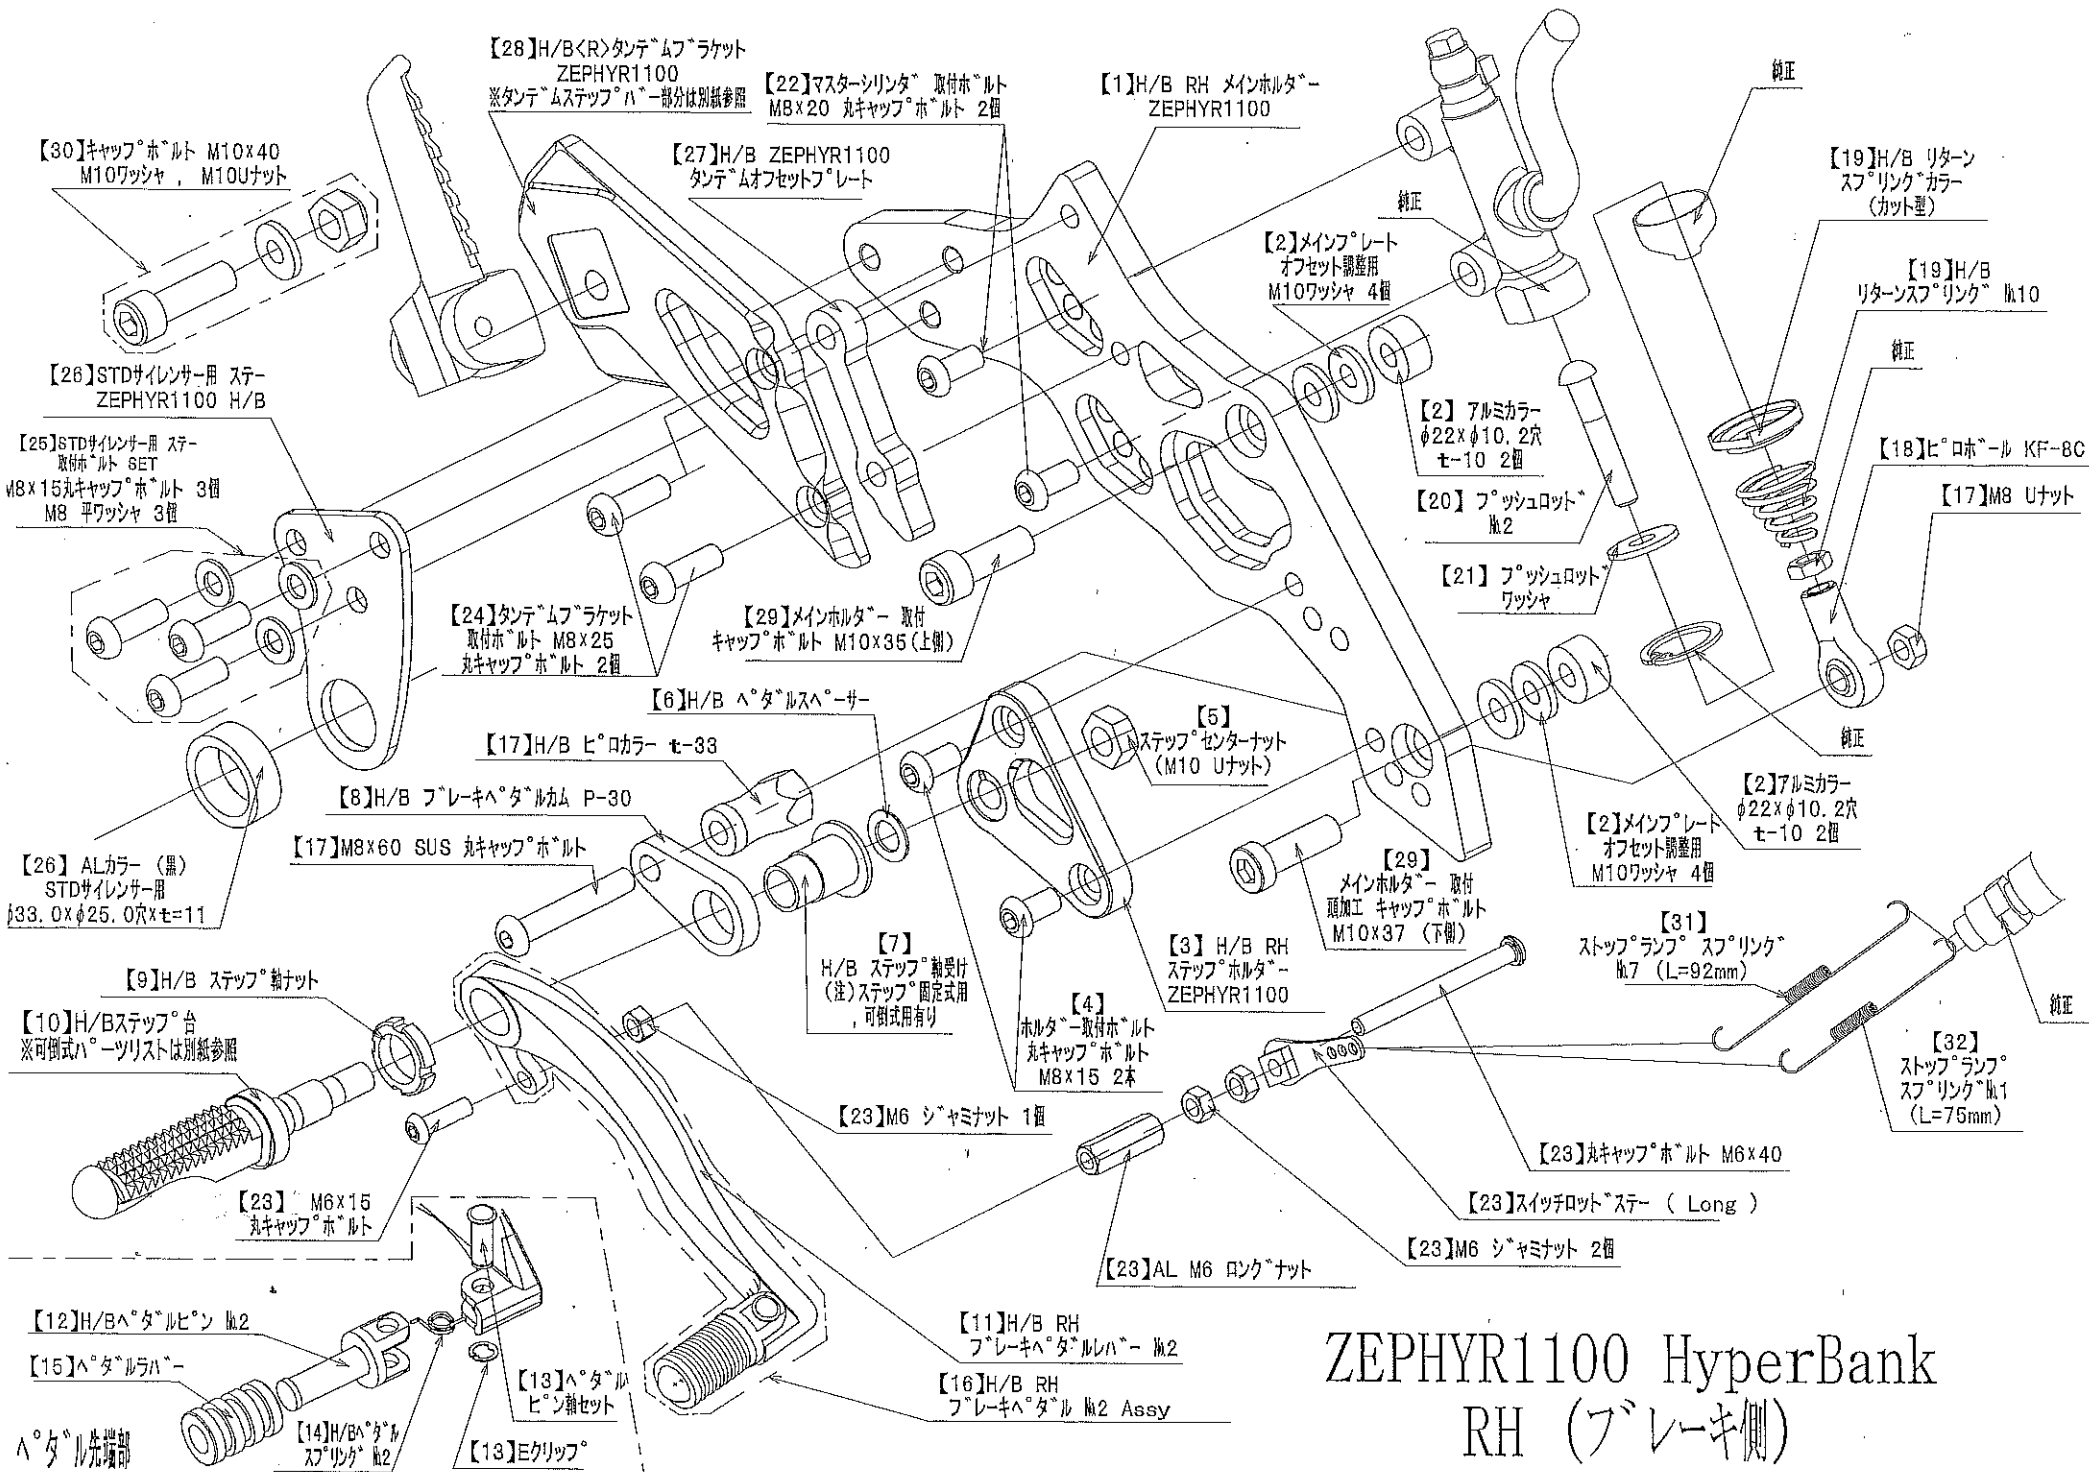 【28】H/B<R>タンデムブラケット
ZEPHYR1100
※タンデムステップバー部分は別紙参照
【22】マスターシリンダ 取付ボルト
M8×20 丸キャップボルト 2個
【1】H/B RH メインホルダー
ZEPHYR1100
純正
【30】キャップボルト M10×40
M10ワッシャ , M10Uナット
【27】H/B ZEPHYR1100
タンデムオフセットプレート
【19】H/B リターン
スプリングカラー
(カット型)
純正
【2】メインプレート
オフセット調整用
M10ワッシャ 4個
【19】H/B
リターンスプリング №10
純正
【26】STDサイレンサー用 ステー
ZEPHYR1100 H/B
【25】STDサイレンサー用 ステー
取付ボルト SET
M8×15丸キャップボルト 3個
M8 平ワッシャ 3個
【2】 アルミカラー
φ22×φ10.2穴
t-10 2個
【18】ピロボール KF-8C
【17】M8 Uナット
【20】 プッシュロッド
№2
【21】 プッシュロッド
ワッシャ
【24】タンデムブラケット
取付ボルト M8×25
丸キャップボルト 2個
【29】メインホルダー 取付
キャップボルト M10×35(上側)
【6】H/B ペダルスペーサー
【5】
ステップセンターナット
(M10 Uナット)
純正
【17】H/B ピロカラー t-33
【8】H/B ブレーキペダルカム P-30
【17】M8×60 SUS 丸キャップボルト
【2】アルミカラー
φ22×φ10.2穴
t-10 2個
【2】メインプレート
オフセット調整用
M10ワッシャ 4個
【26】 ALカラー (黒)
STDサイレンサー用
φ33.0×φ25.0穴×t=11
【29】
メインホルダー 取付
頭加工 キャップボルト
M10×37 (下側)
【7】
H/B ステップ軸受け
(注)ステップ固定式用
, 可倒式用有り
【3】 H/B RH
ステップホルダー
ZEPHYR1100
【31】
ストップランプ スプリング
№7 (L=92mm)
純正
【9】H/B ステップ軸ナット
【10】H/Bステップ台
※可倒式パーツリストは別紙参照
【4】
ホルダー取付ボルト
丸キャップボルト
M8×15 2本
【32】
ストップランプ
スプリング№1
(L=75mm)
【23】M6 ジャミナット 1個
【23】丸キャップボルト M6×40
【23】 M6×15
丸キャップボルト
【23】スイッチロッドステー ( Long )
【23】M6 ジャミナット 2個
【23】AL M6 ロングナット
【12】H/Bペダルピン №2
【11】H/B RH
ブレーキペダルレバー №2
【15】ペダルラバー
【13】ペダル
ピン軸セット
【16】H/B RH
ブレーキペダル №2 Assy
【14】H/Bペダル
スプリング №2
【13】Eクリップ
ペダル先端部
ZEPHYR1100 HyperBank
RH (ブレーキ側)